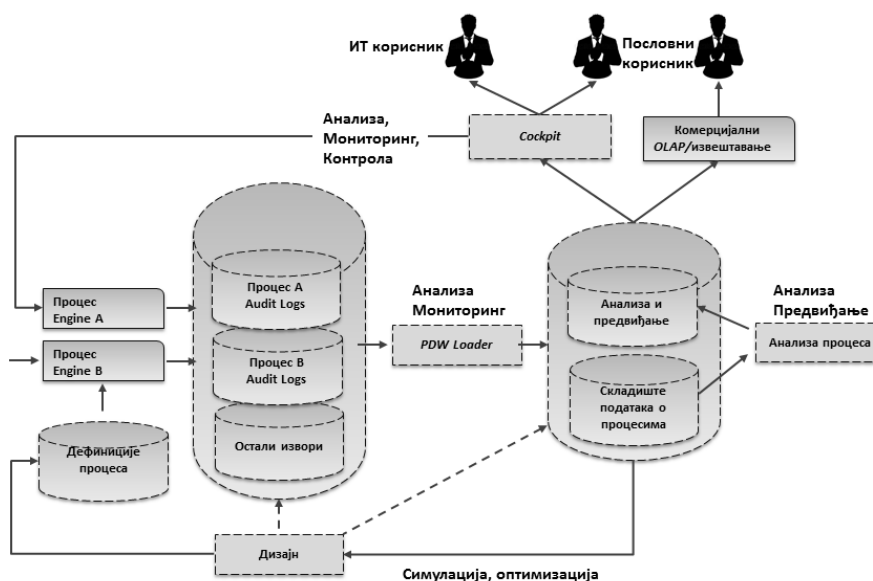 ИТ корисник
Пословни
корисник
Анализа,
Мониторинг,
Контрола
Cockpit
Комерцијални
OLAP/извештавање
Процес А
Audit Logs
Процес В
Audit Logs
Остали извори
Процес
Engine A
Процес
Engine B
Дефиниције
процеса
Анализа
Мониторинг
PDW Loader
Анализа и
предвиђање
Складиште
података о
процесима
Анализа
Предвиђање
Анализа процеса
Дизајн
Симулација, оптимизација